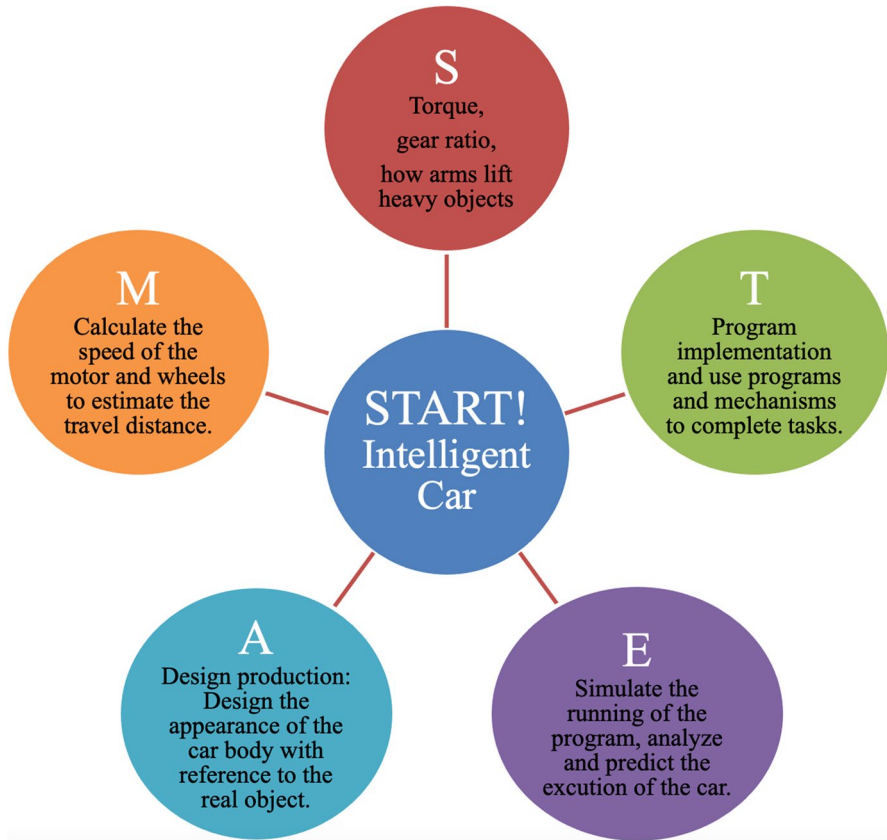 S
Torque,
gear ratio,
how arms lift
heavy objects
M
Calculate the
speed of the
motor and wheels
to estimate the
travel distance.
T
Program
implementation
and use programs
and mechanisms
to complete tasks.
START!
Intelligent
Car
A
Design production:
Design the
appearance of the
car body with
reference to the
real object.
E
Simulate the
running of the
program, analyze
and predict the
excution of the car.